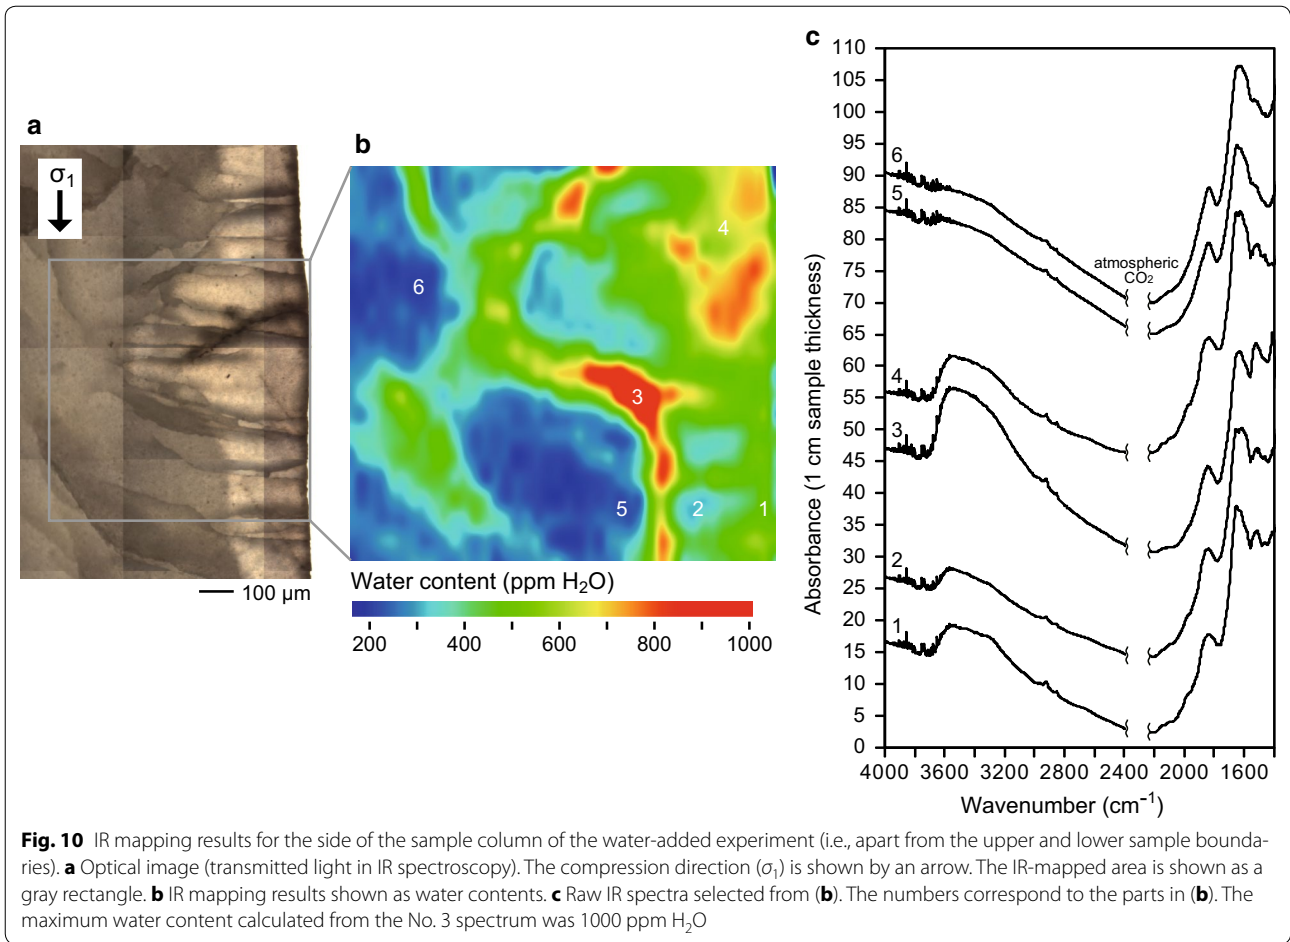 a
σ1
100 µm
b
6
4
3
5
2
1
Water content (ppm H2O)
200 400 600 800 1000
c
110
105
100
95
90
85
80
75
70
65
60
55
50
45
40
35
30
25
20
15
10
5
0
Absorbance (1 cm sample thickness)
6
5
atmospheric
CO2
4
3
2
1
4000 3600 3200 2800 2400 2000 1600
Wavenumber (cm−1)
Fig. 10 IR mapping results for the side of the sample column of the water-added experiment (i.e., apart from the upper and lower sample bounda-
ries). a Optical image (transmitted light in IR spectroscopy). The compression direction (σ1) is shown by an arrow. The IR-mapped area is shown as a
gray rectangle. b IR mapping results shown as water contents. c Raw IR spectra selected from (b). The numbers correspond to the parts in (b). The
maximum water content calculated from the No. 3 spectrum was 1000 ppm H2O